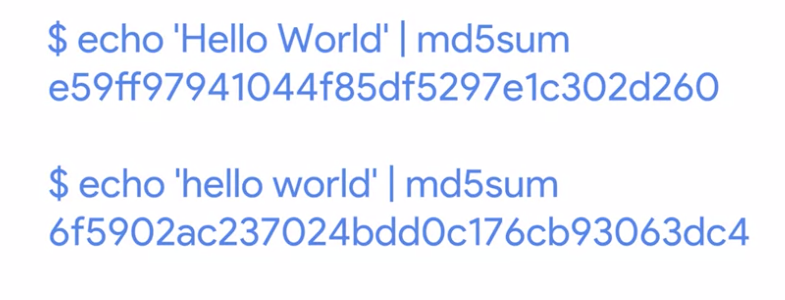 $ echo 'Hello World' | md5sum
e59ff97941044f85df5297e1c302d260
$ echo 'hello world' | md5sum
6f5902ac237024bdd0c176cb93063dc4